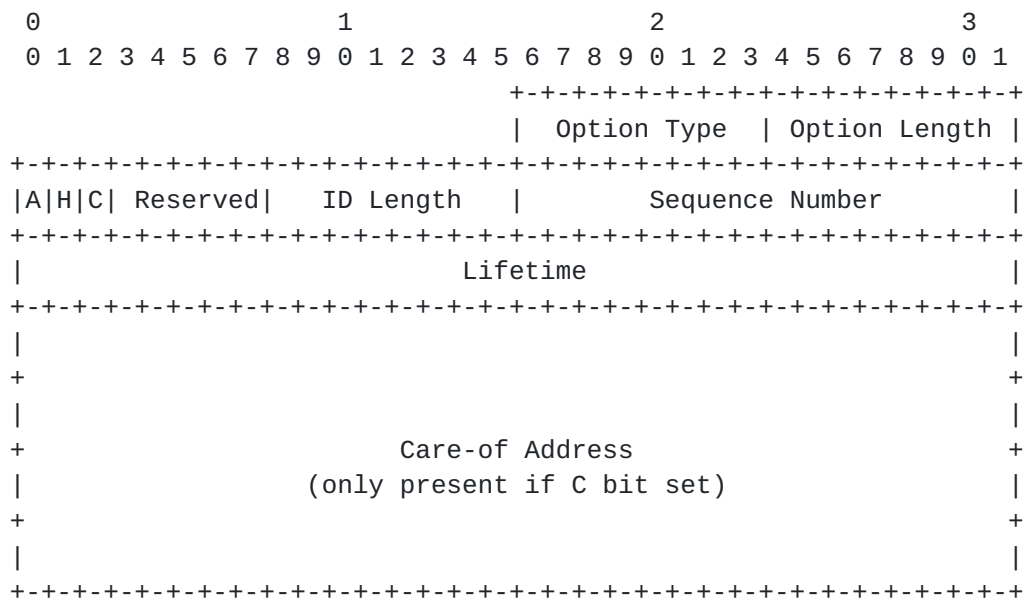 0                   1                   2                   3
 0 1 2 3 4 5 6 7 8 9 0 1 2 3 4 5 6 7 8 9 0 1 2 3 4 5 6 7 8 9 0 1
                                +-+-+-+-+-+-+-+-+-+-+-+-+-+-+-+-+
                                |  Option Type  | Option Length |
+-+-+-+-+-+-+-+-+-+-+-+-+-+-+-+-+-+-+-+-+-+-+-+-+-+-+-+-+-+-+-+-+
|A|H|C| Reserved|   ID Length   |        Sequence Number        |
+-+-+-+-+-+-+-+-+-+-+-+-+-+-+-+-+-+-+-+-+-+-+-+-+-+-+-+-+-+-+-+-+
|                            Lifetime                           |
+-+-+-+-+-+-+-+-+-+-+-+-+-+-+-+-+-+-+-+-+-+-+-+-+-+-+-+-+-+-+-+-+
|                                                               |
+                                                               +
|                                                               |
+                        Care-of Address                        +
|                  (only present if C bit set)                  |
+                                                               +
|                                                               |
+-+-+-+-+-+-+-+-+-+-+-+-+-+-+-+-+-+-+-+-+-+-+-+-+-+-+-+-+-+-+-+-+